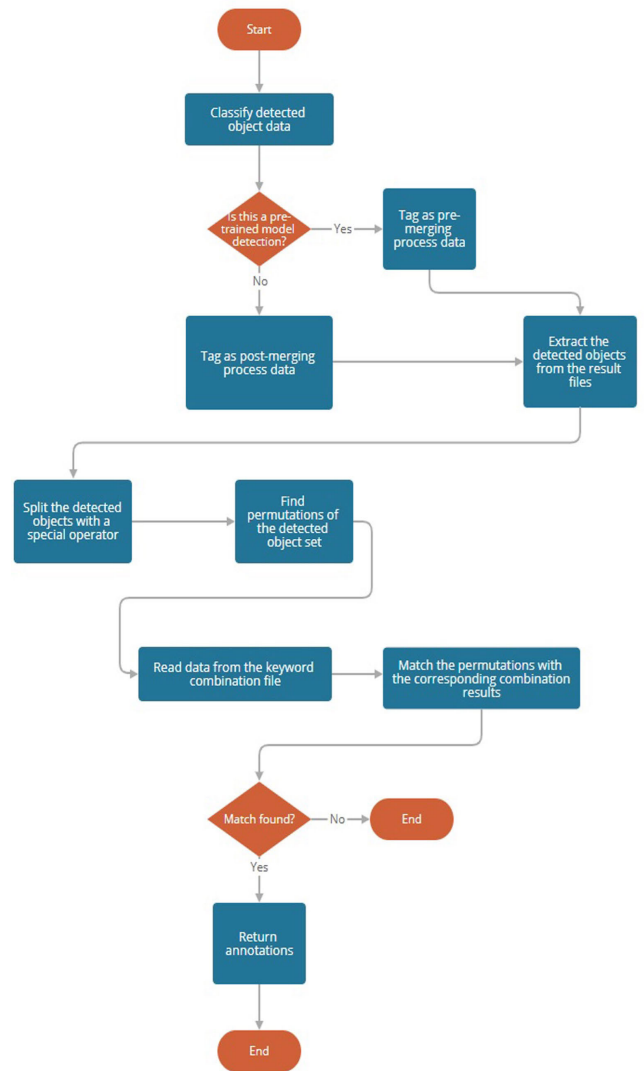 Start
Classify detected
object data
Is this a pre-
trained model
detection?
Yes
Tag as pre-
merging
process data
No
Tag as post-merging
process data
Extract the
detected objects
from the result
files
Split the detected
objects with a
special operator
Find
permutations of
the detected
object set
Read data from the keyword
combination file
Match the permutations with
the corresponding combination
results
Match found?
No
End
Yes
Return
annotations
End